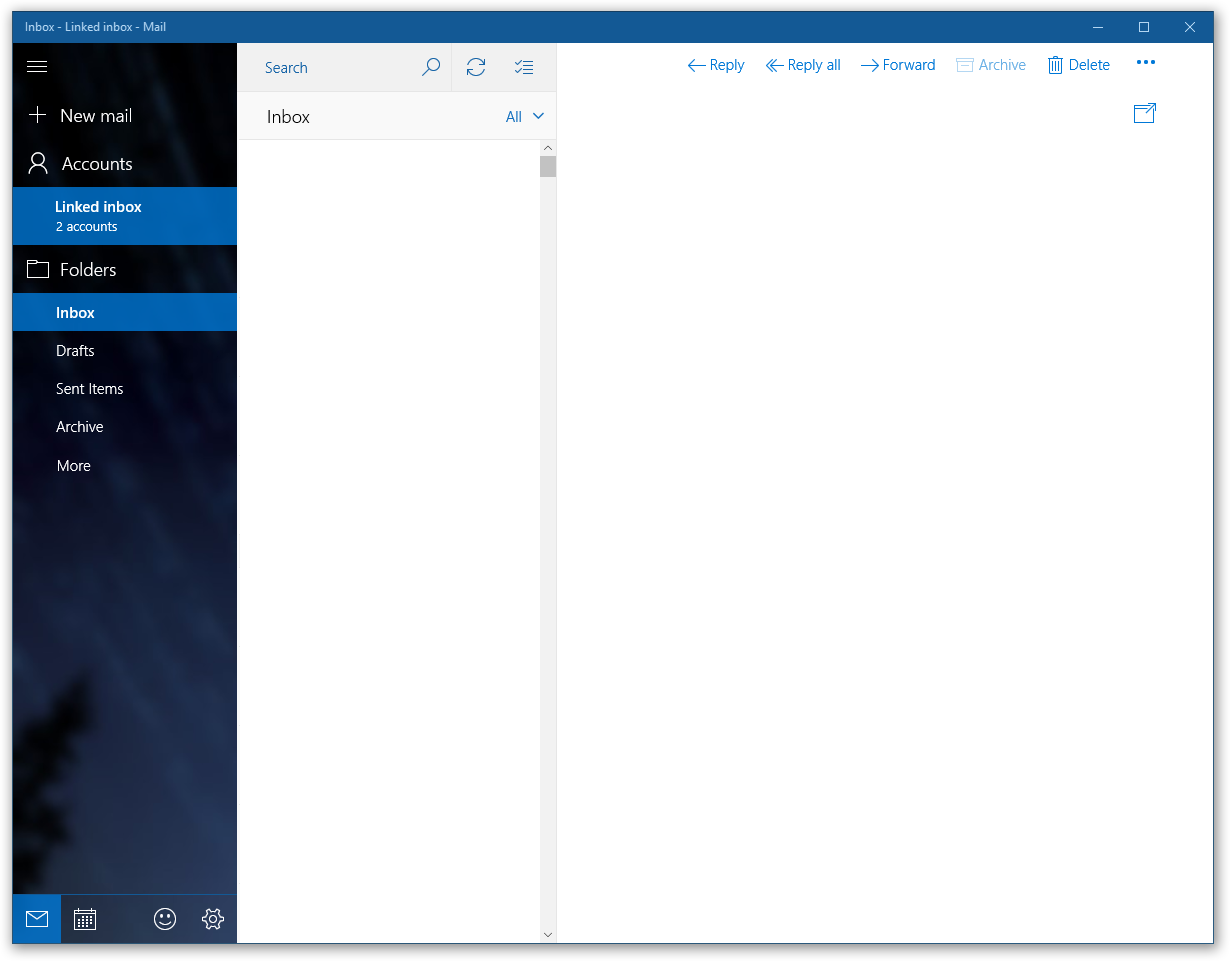 Inbox - Linked inbox - Mail
New mail
Accounts
Linked inbox
2 accounts
Folders
Inbox
Drafts
Sent Items
Archive
More
Search
Inbox All
Reply Reply all Forward Archive Delete